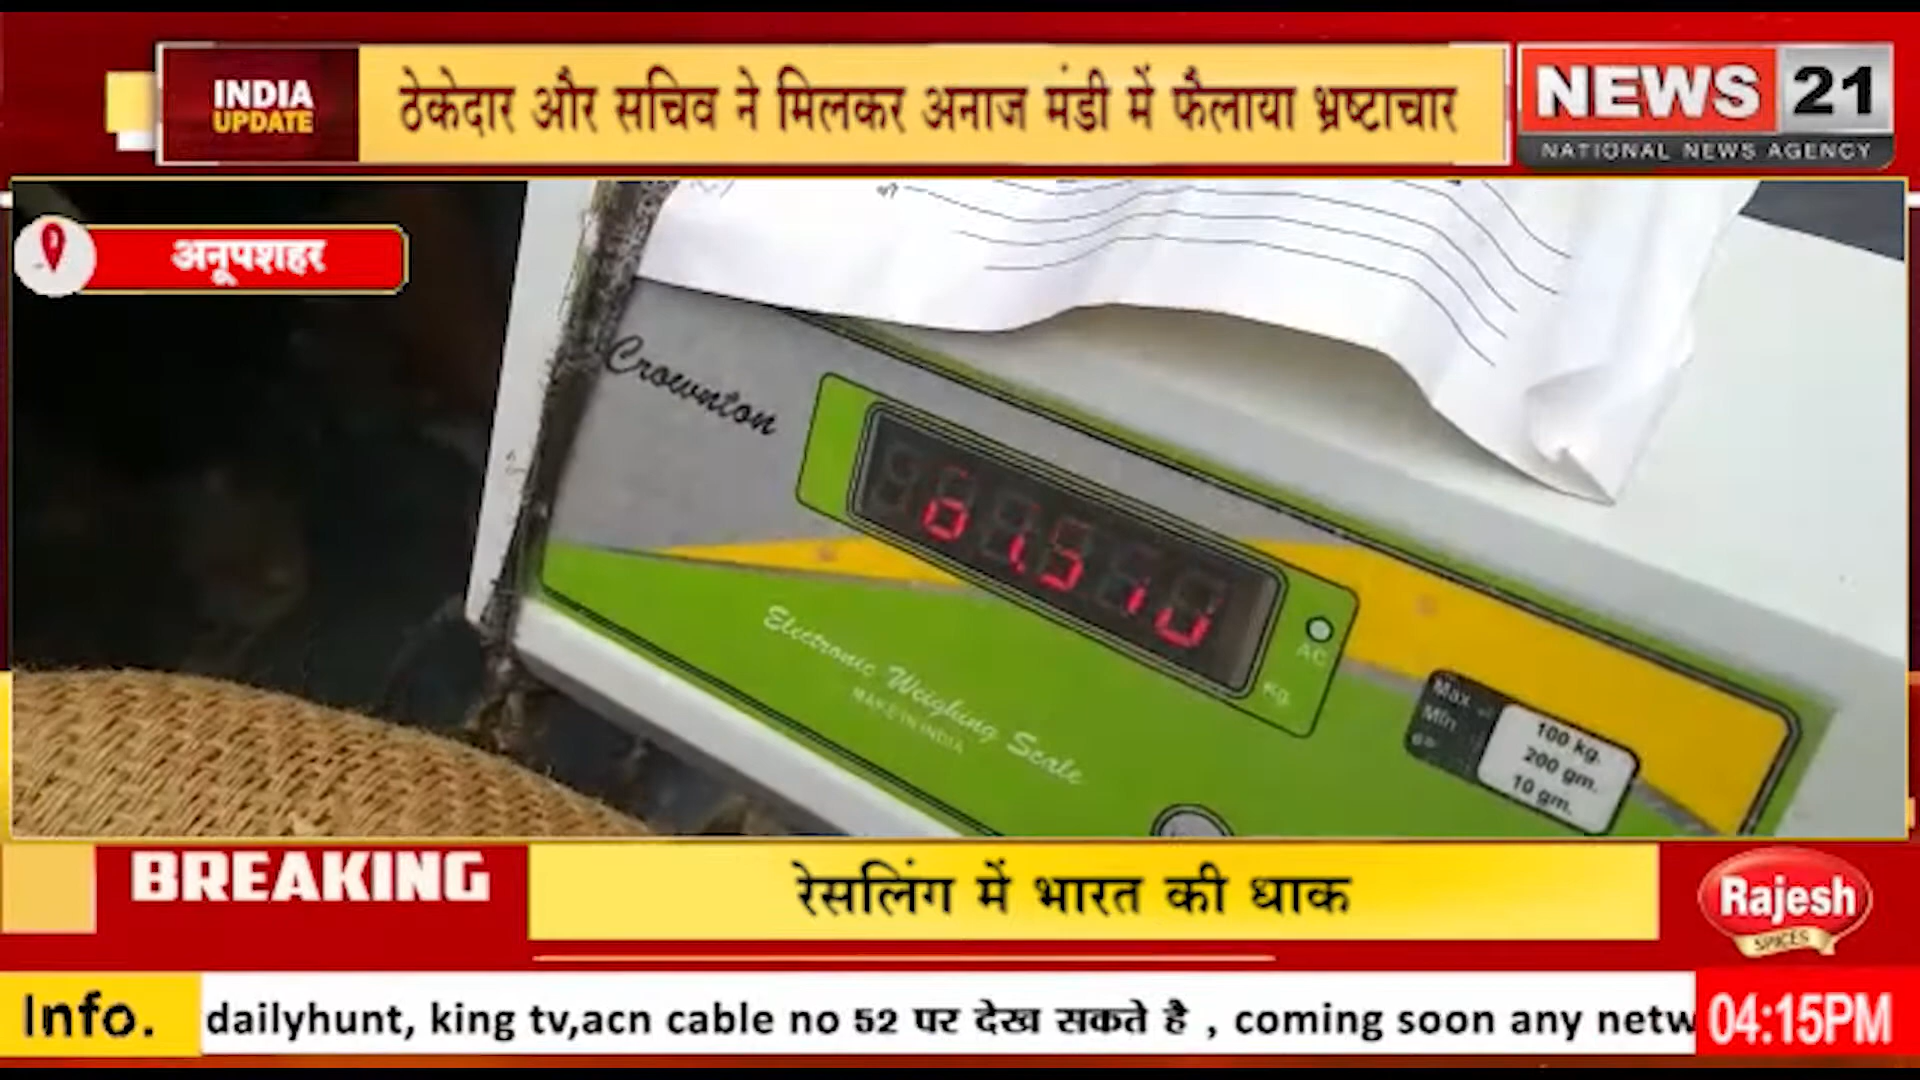 INDIA
UPDATE
ठेकेदार और सचिव ने मिलकर अनाज मंडी में फैलाया भ्रष्टाचार
NEWS 21
NATIONAL NEWS AGENCY
अनूपशहर
Crownton
AC
Kg.
Electronic Weighing Scale
MAKE IN INDIA
Max 100 kg.
Min 200 gm.
e= 10 gm.
BREAKING
रेसलिंग में भारत की धाक
Rajesh
SPICES
Info.
dailyhunt, king tv,acn cable no 52 पर देख सकते है , coming soon any netw
04:15PM